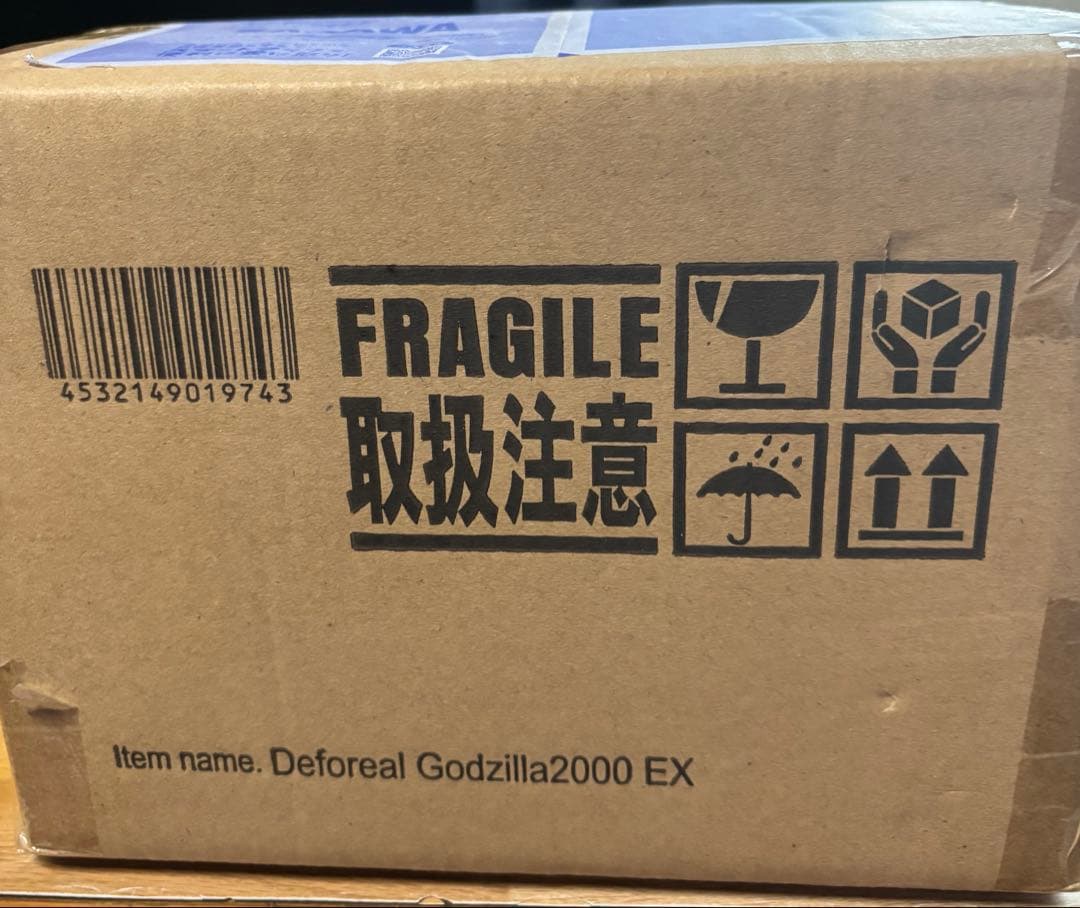 4532149019743
FRAGILE
取扱注意
Item name. Deforeal Godzilla2000 EX